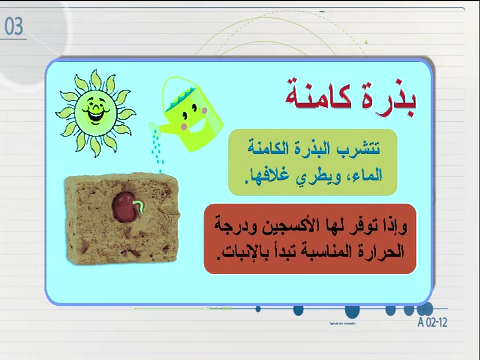 03
بذرة كامنة
تتشرب البذرة الكامنة
الماء، ويطري غلافها.
وإذا توفر لها الأكسجين ودرجة
الحرارة المناسبة تبدأ بالإنبات.
A 02-12